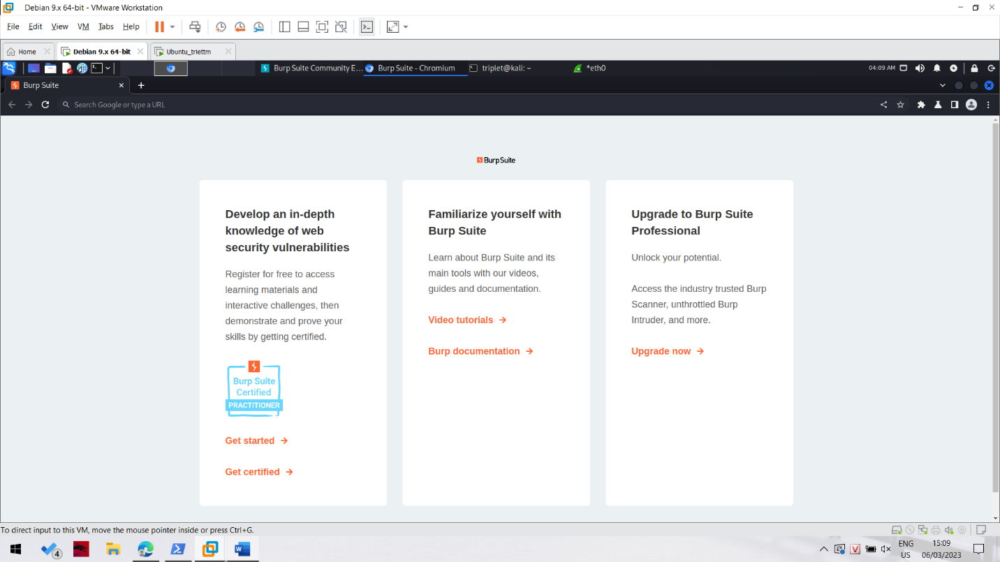 Debian 9.x 64-bit - VMware Workstation
File Edit View VM Tabs Help
Home Debian 9.x 64-bit Ubuntu_triettm
Burp Suite Community E... Burp Suite - Chromium triplet@kali: ~ *eth0 04:09 AM
Burp Suite
Search Google or type a URL
Burp Suite
Develop an in-depth
knowledge of web
security vulnerabilities
Register for free to access
learning materials and
interactive challenges, then
demonstrate and prove your
skills by getting certified.
Burp Suite
Certified
PRACTITIONER
Get started
Get certified
Familiarize yourself with
Burp Suite
Learn about Burp Suite and its
main tools with our videos,
guides and documentation.
Video tutorials
Burp documentation
Upgrade to Burp Suite
Professional
Unlock your potential.
Access the industry trusted Burp
Scanner, unthrottled Burp
Intruder, and more.
Upgrade now
To direct input to this VM, move the mouse pointer inside or press Ctrl+G.
4
V
W
ENG
US
15:09
06/03/2023